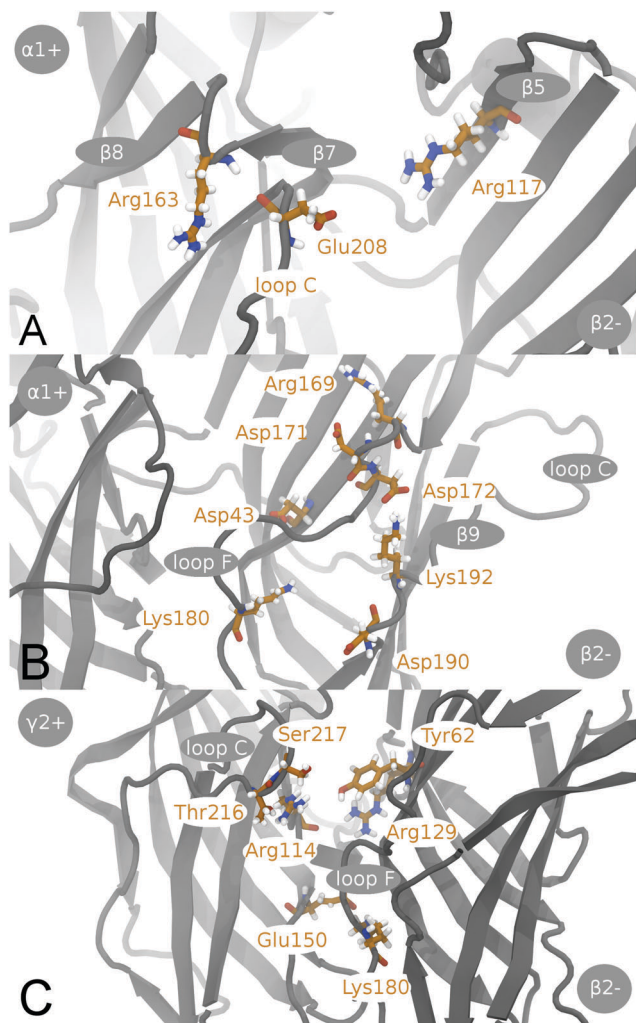 α1+
β5
β8
β7
Arg163
Arg117
Glu208
loop C
A
β2-
α1+
Arg169
Asp171
loop C
Asp172
Asp43
β9
loop F
Lys192
Lys180
B
Asp190
β2-
γ2+
Ser217
Tyr62
loop C
Thr216
Arg129
Arg114
loop F
Glu150
Lys180
C
β2-